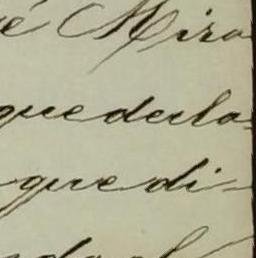 é Mira
que decla-
que di-